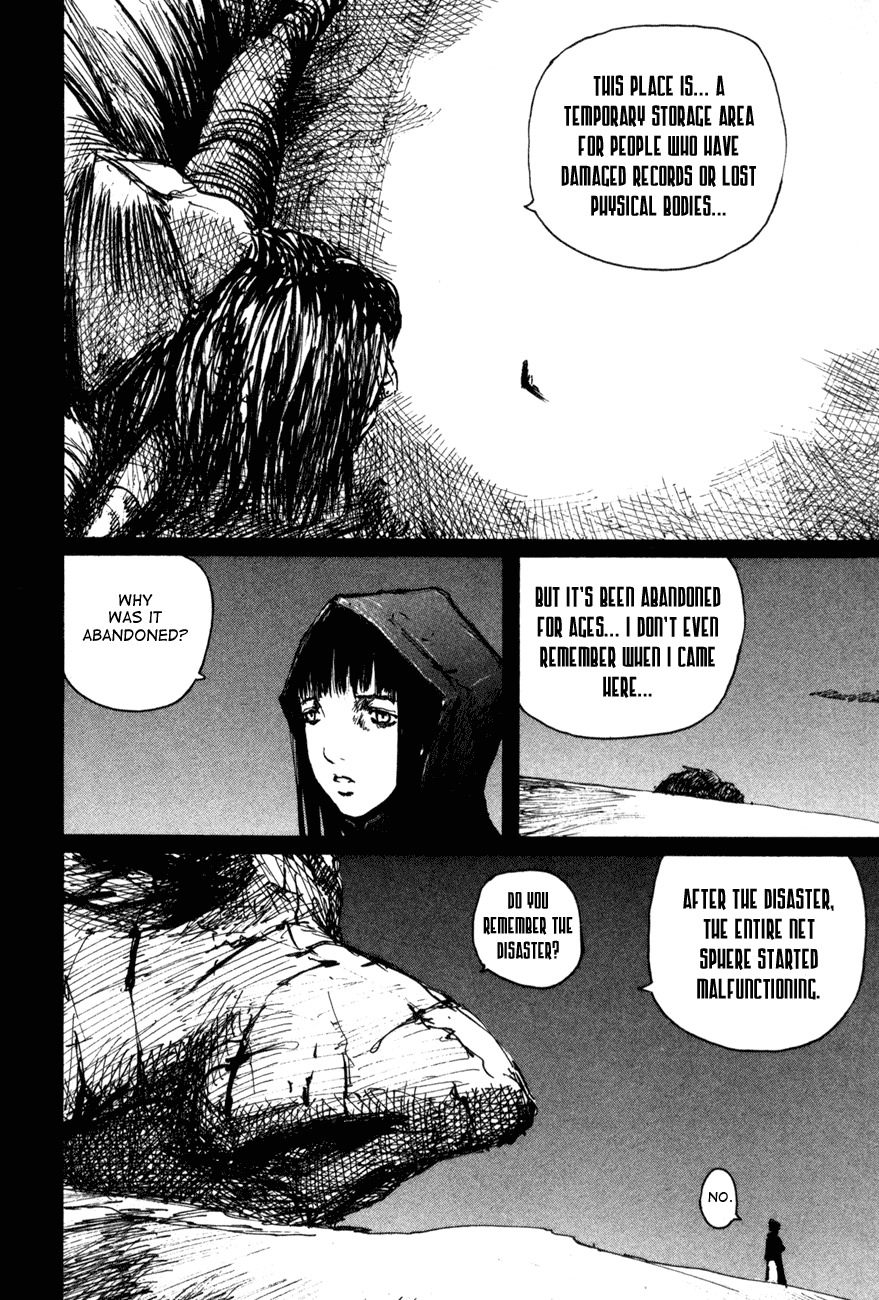 THIS PLACE IS... A
TEMPORARY STORAGE AREA
FOR PEOPLE WHO HAVE
DAMAGED RECORDS OR LOST
PHYSICAL BODIES...
BUT IT'S BEEN ABANDONED
FOR AGES... I DON'T EVEN
REMEMBER WHEN I CAME
HERE...
WHY
WAS IT
ABANDONED?
AFTER THE DISASTER,
THE ENTIRE NET
SPHERE STARTED
MALFUNCTIONING.
DO YOU
REMEMBER THE
DISASTER?
NO.